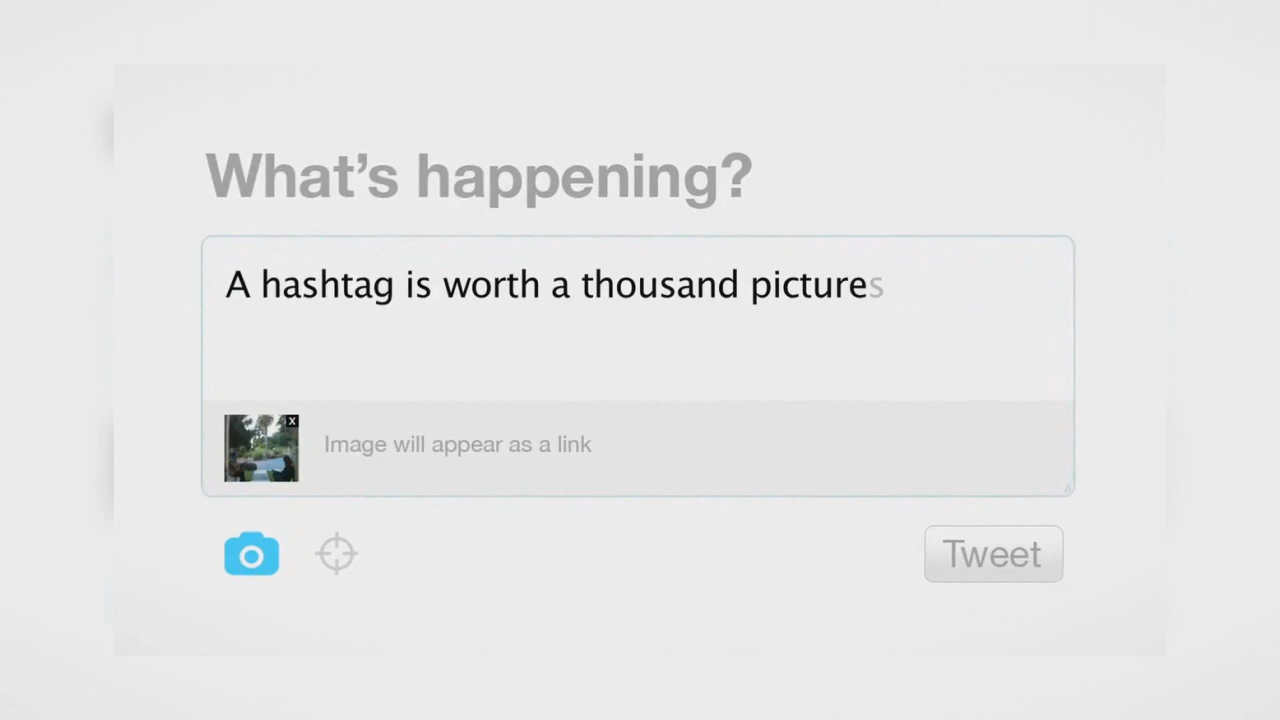 What's happening?
A hashtag is worth a thousand pictures
X
Image will appear as a link
Tweet